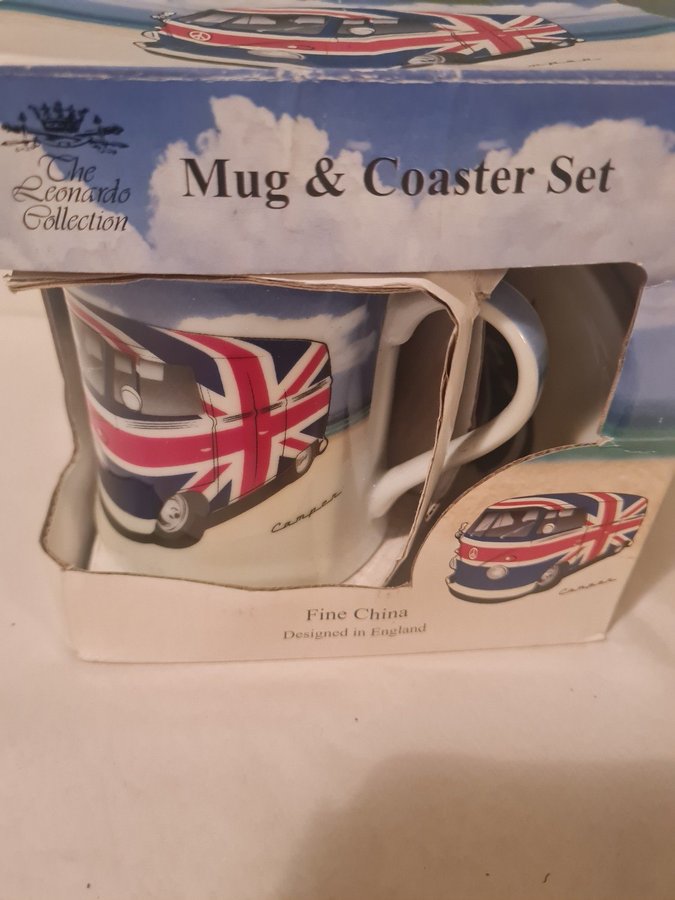 The
Leonardo
Collection
Mug & Coaster Set
Camper
Camper
Fine China
Designed in England